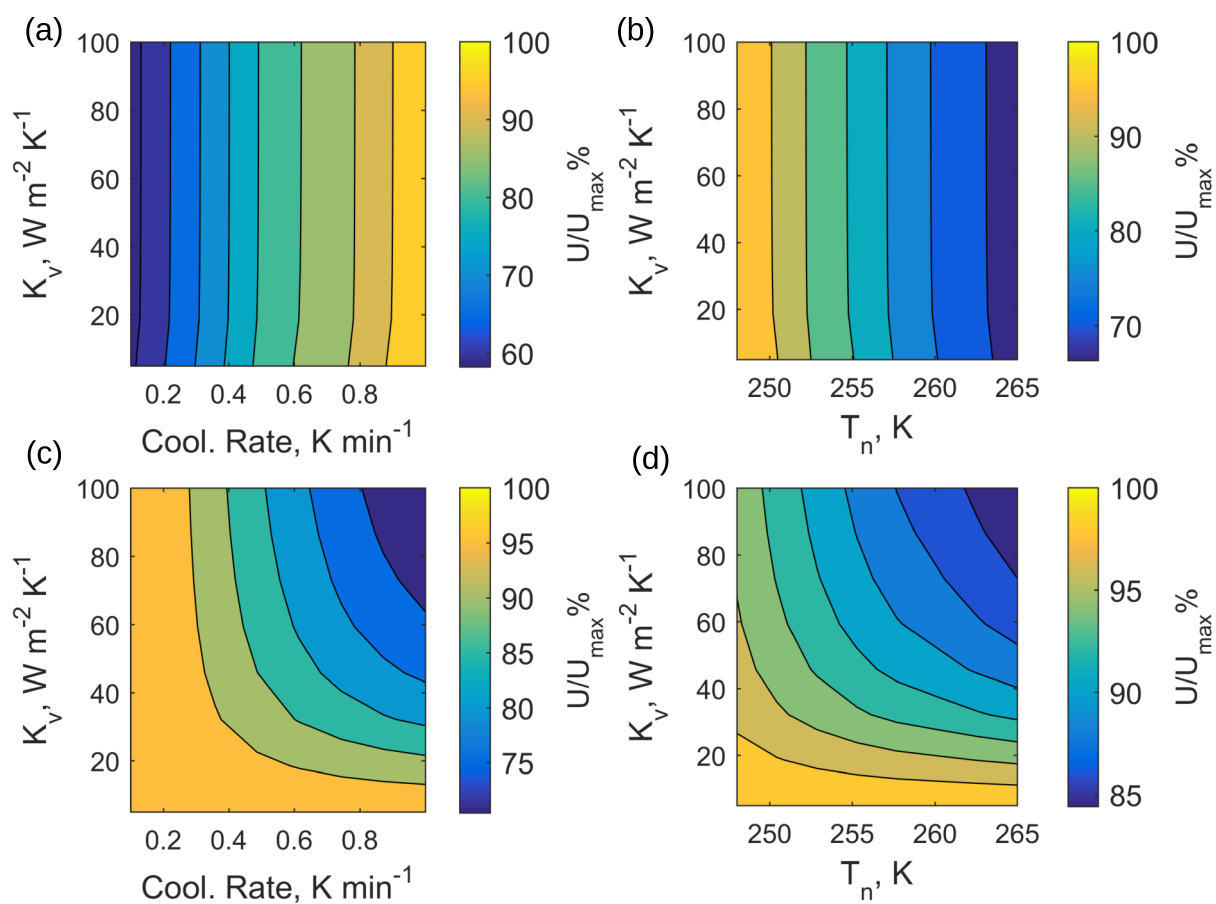 (a)
100
80
60
40
20
K_v, W m^-2 K^-1
0.2 0.4 0.6 0.8
Cool. Rate, K min^-1
100
90
80
70
60
U/U_max %
(b)
100
80
60
40
20
K_v, W m^-2 K^-1
250 255 260 265
T_n, K
100
90
80
70
U/U_max %
(c)
100
80
60
40
20
K_v, W m^-2 K^-1
0.2 0.4 0.6 0.8
Cool. Rate, K min^-1
100
95
90
85
80
75
U/U_max %
(d)
100
80
60
40
20
K_v, W m^-2 K^-1
250 255 260 265
T_n, K
100
95
90
85
U/U_max %